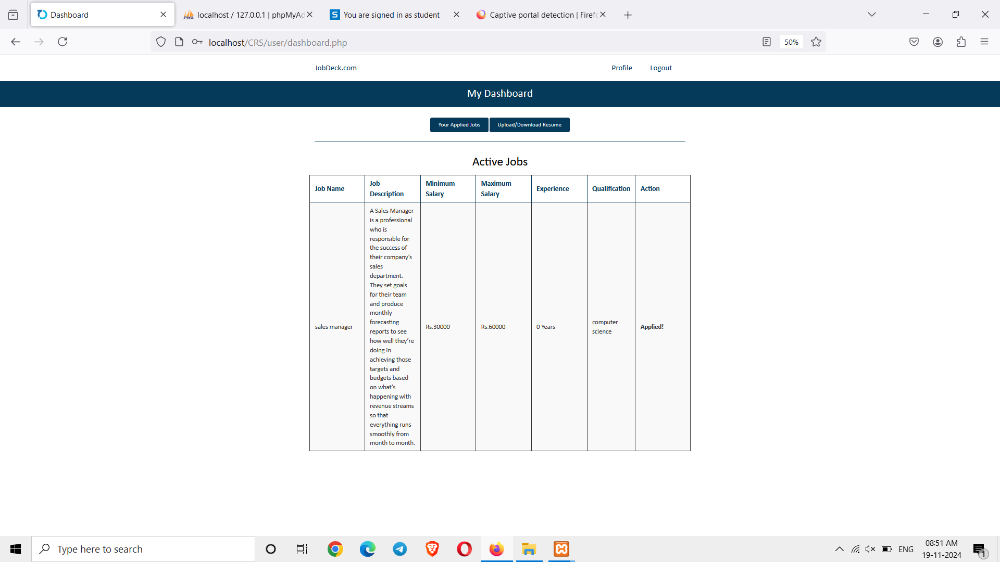 Dashboard
localhost / 127.0.0.1 | phpMyAd
You are signed in as student
Captive portal detection | Firefo
localhost/CRS/user/dashboard.php
50%
JobDeck.com
Profile
Logout
My Dashboard
Your Applied Jobs
Upload/Download Resume
Active Jobs
Job Name
Job
Description
Minimum
Salary
Maximum
Salary
Experience
Qualification
Action
sales manager
A Sales Manager
is a professional
who is
responsible for
the success of
their company’s
sales
department.
They set goals
for their team
and produce
monthly
forecasting
reports to see
how well they’re
doing in
achieving those
targets and
budgets based
on what’s
happening with
revenue streams
so that
everything runs
smoothly from
month to month.
Rs.30000
Rs.60000
0 Years
computer
science
Applied!
Type here to search
ENG
08:51 AM
19-11-2024
1